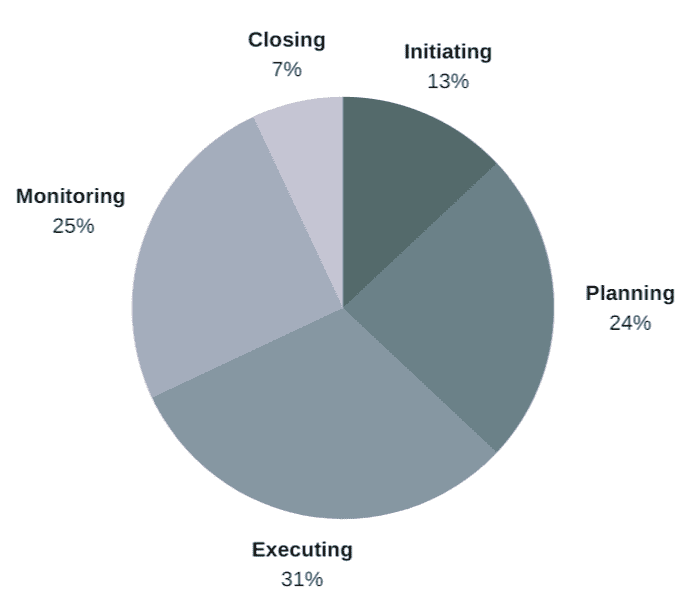 Closing
7%
Initiating
13%
Monitoring
25%
Planning
24%
Executing
31%